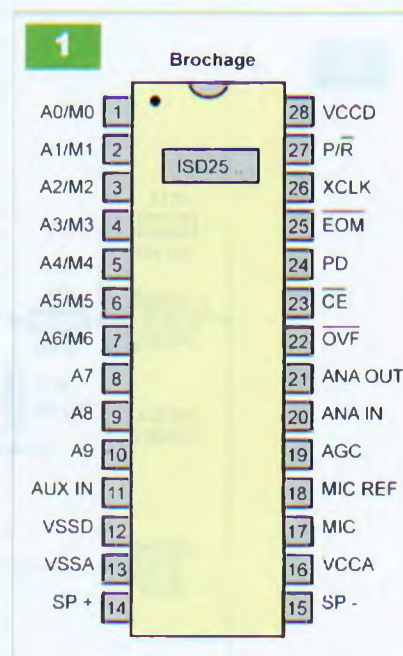 1
Brochage
A0/M0 1 28 VCCD
A1/M1 2 27 P/R̅
ISD25 ..
A2/M2 3 26 XCLK
A3/M3 4 25 E̅O̅M̅
A4/M4 5 24 PD
A5/M5 6 23 C̅E̅
A6/M6 7 22 O̅V̅F̅
A7 8 21 ANA OUT
A8 9 20 ANA IN
A9 10 19 AGC
AUX IN 11 18 MIC REF
VSSD 12 17 MIC
VSSA 13 16 VCCA
SP + 14 15 SP -